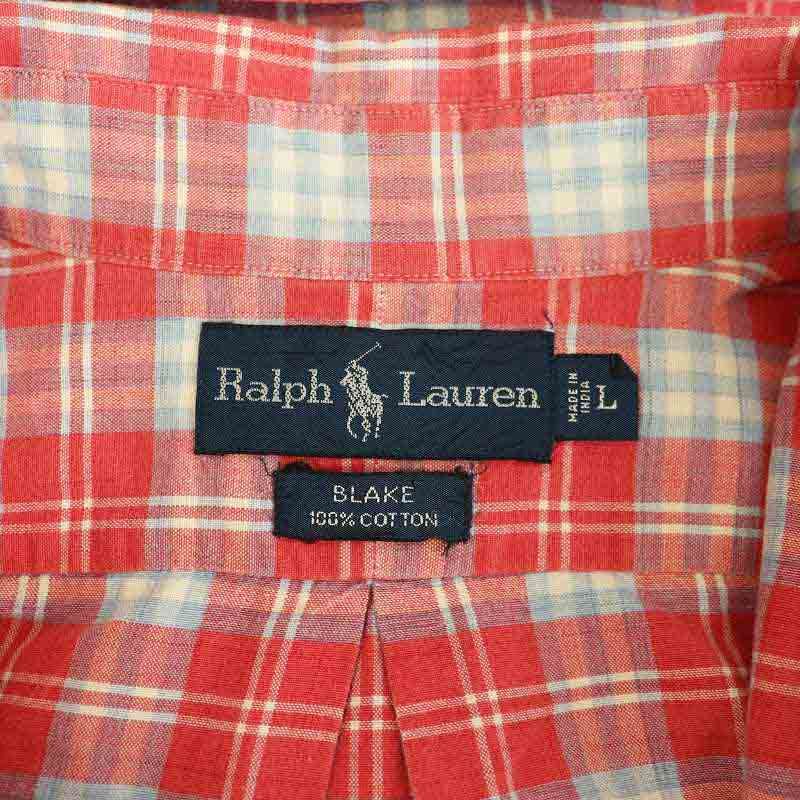 Ralph Lauren
MADE IN
INDIA
L
BLAKE
100% COTTON